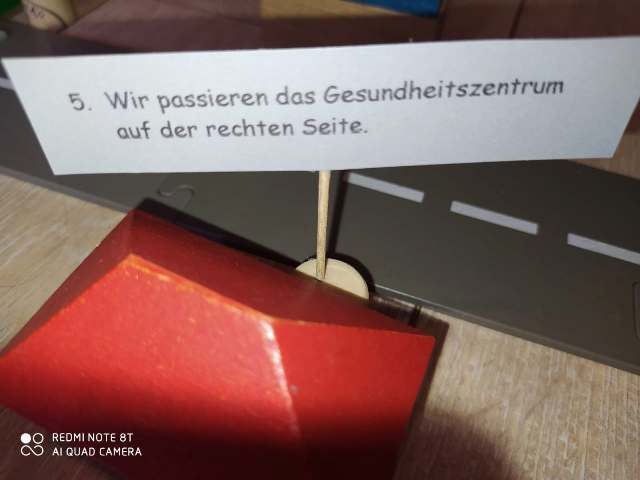 5. Wir passieren das Gesundheitszentrum
auf der rechten Seite.
REDMI NOTE 8T
AI QUAD CAMERA